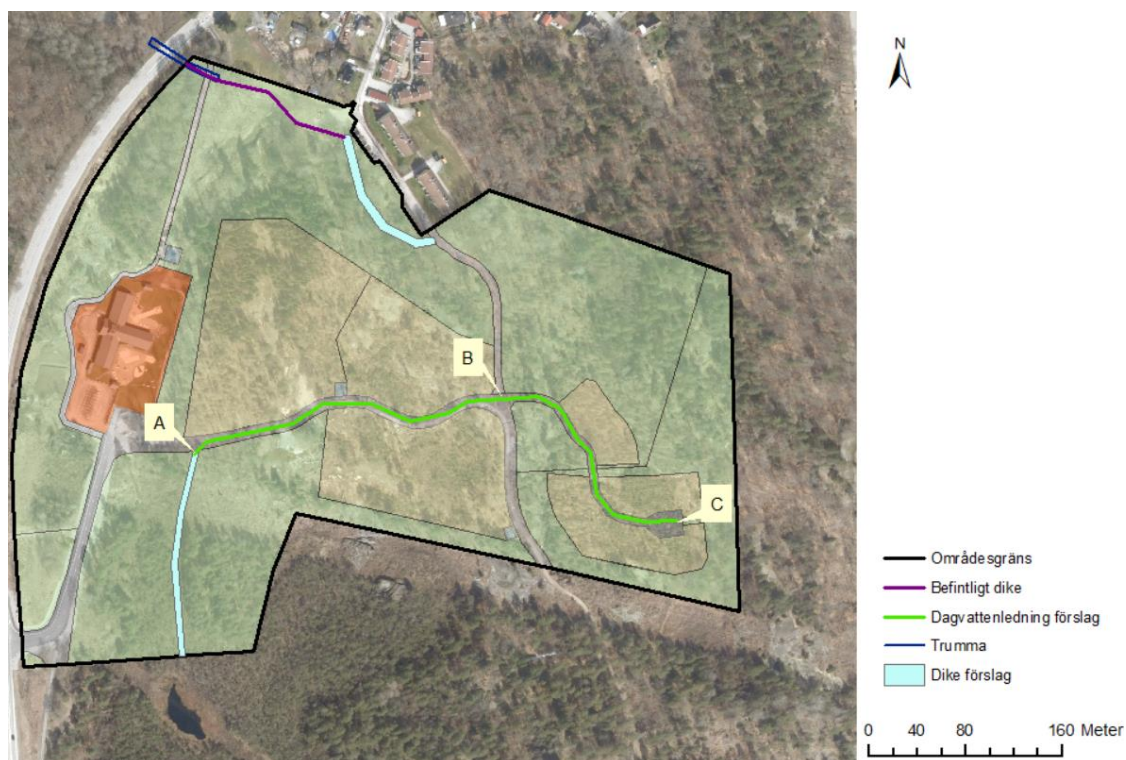 N
A
B
C
Områdesgräns
Befintligt dike
Dagvattenledning förslag
Trumma
Dike förslag
0 40 80 160 Meter